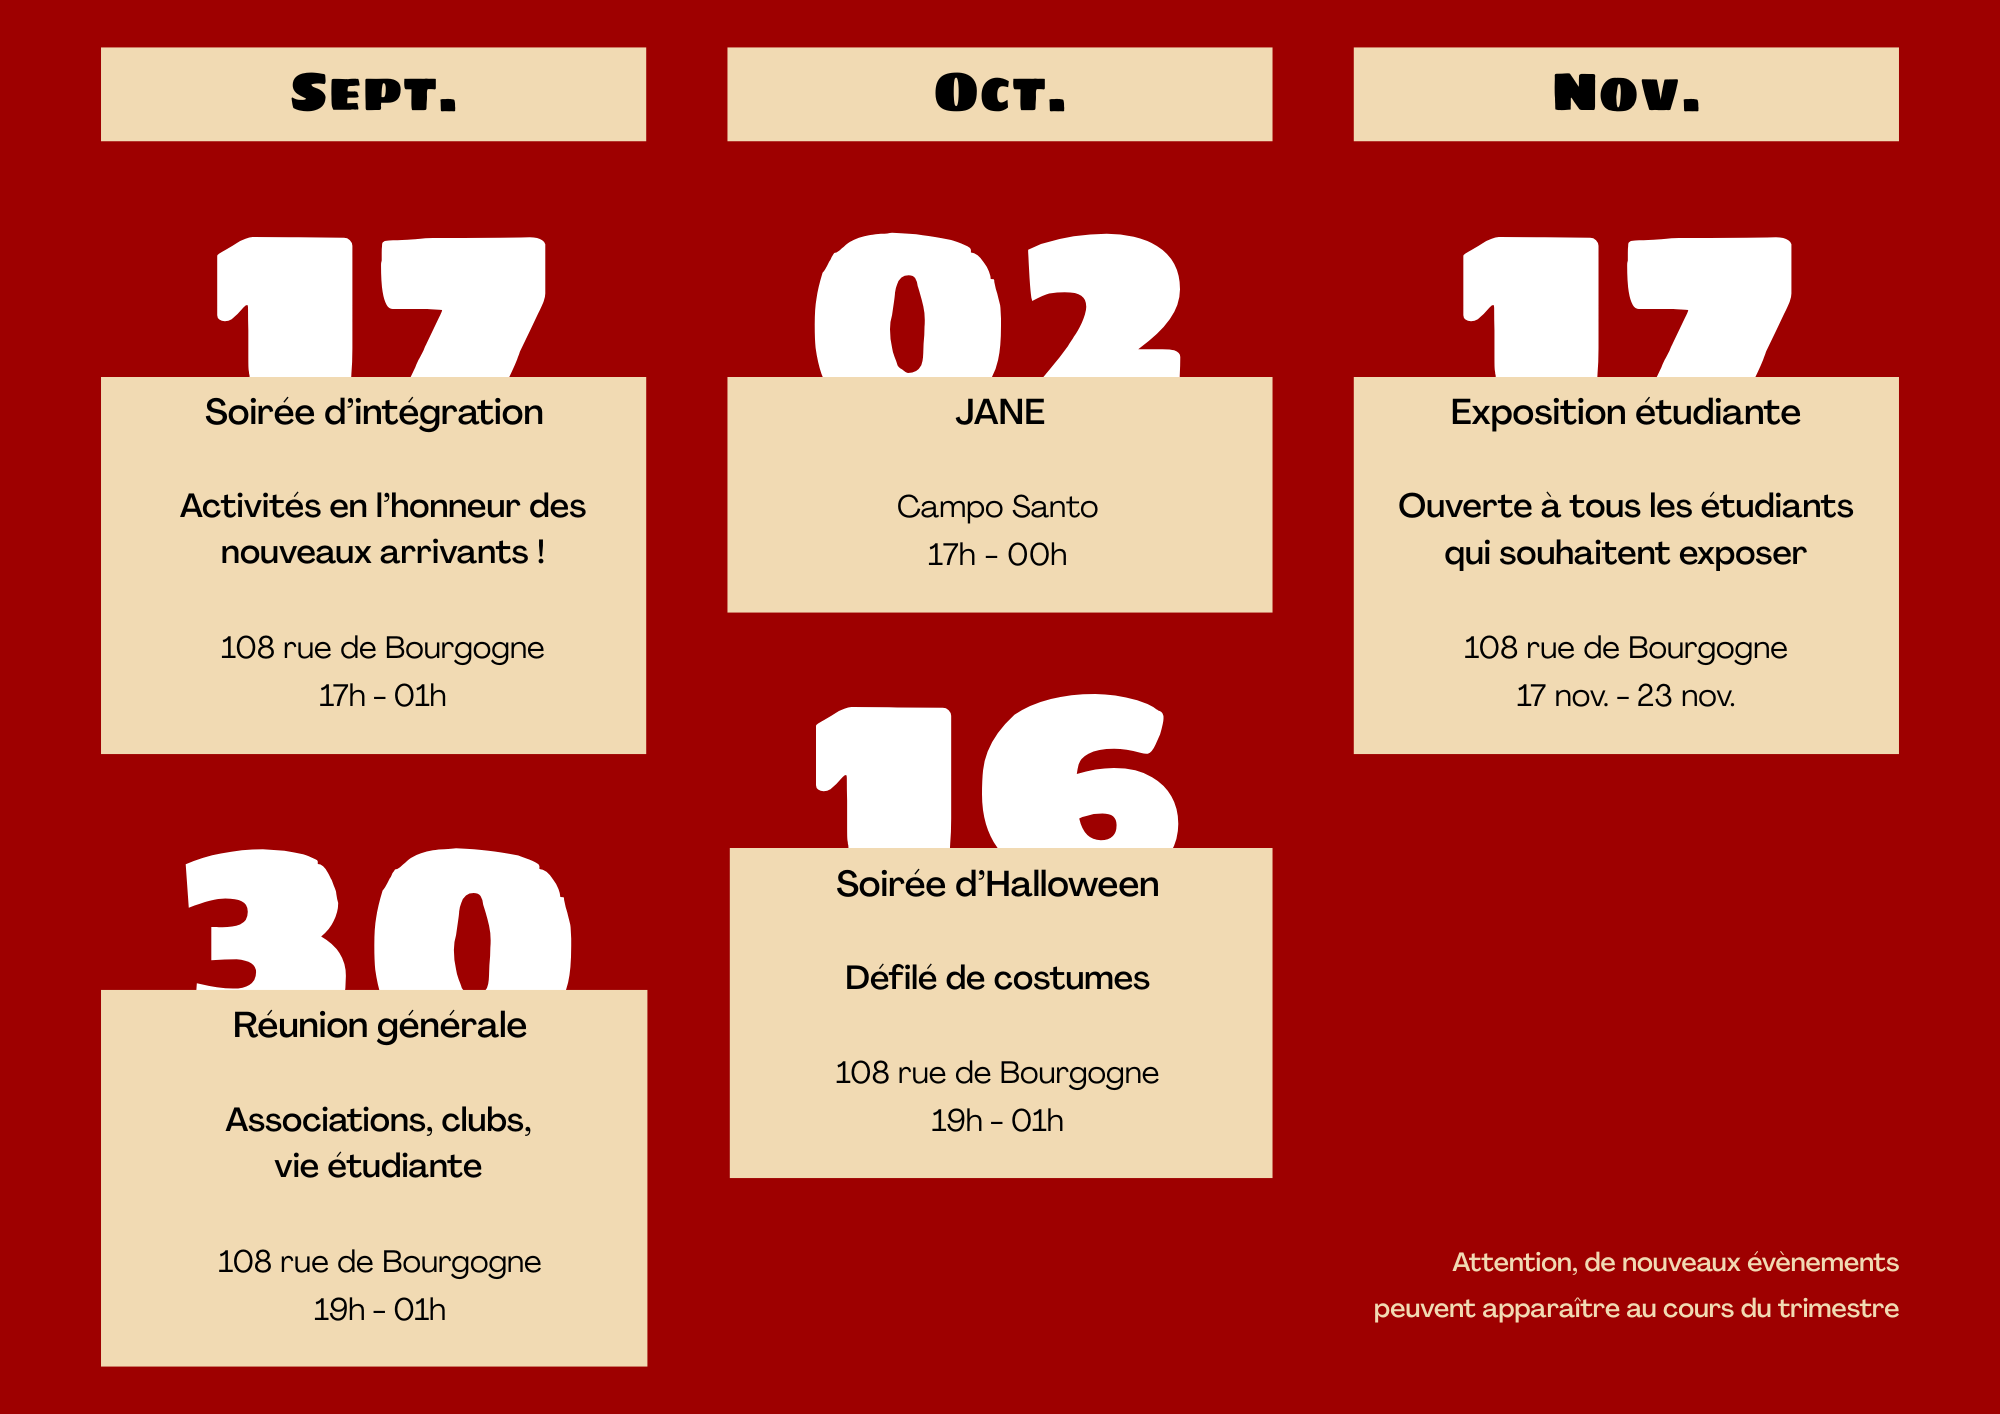 Sept.
17
Soirée d’intégration
Activités en l’honneur des
nouveaux arrivants !
108 rue de Bourgogne
17h – 01h
30
Réunion générale
Associations, clubs,
vie étudiante
108 rue de Bourgogne
19h – 01h
Oct.
02
JANE
Campo Santo
17h – 00h
16
Soirée d’Halloween
Défilé de costumes
108 rue de Bourgogne
19h – 01h
Nov.
17
Exposition étudiante
Ouverte à tous les étudiants
qui souhaitent exposer
108 rue de Bourgogne
17 nov. – 23 nov.
Attention, de nouveaux évènements
peuvent apparaître au cours du trimestre